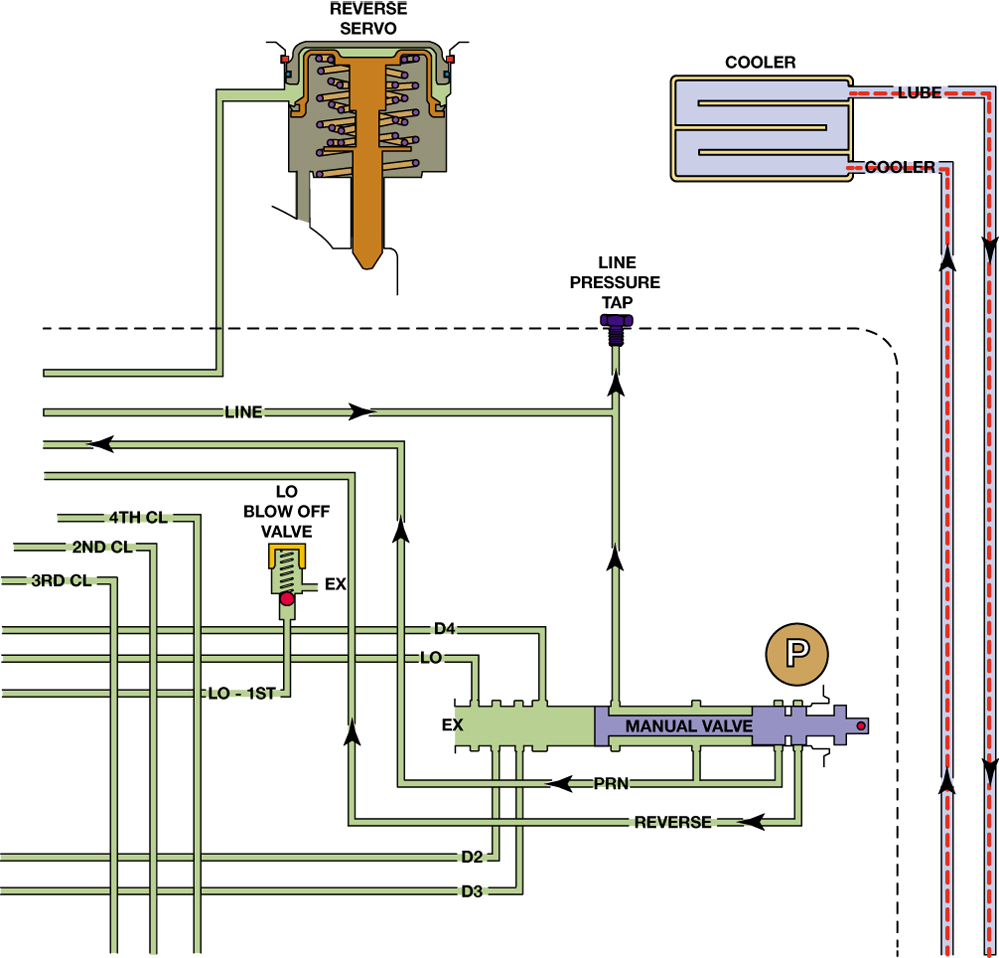 REVERSE
SERVO
COOLER
LUBE
COOLER
LINE
PRESSURE
TAP
LINE
LO
BLOW OFF
VALVE
4TH CL
2ND CL
3RD CL
EX
D4
LO
LO - 1ST
P
EX
MANUAL VALVE
PRN
REVERSE
D2
D3